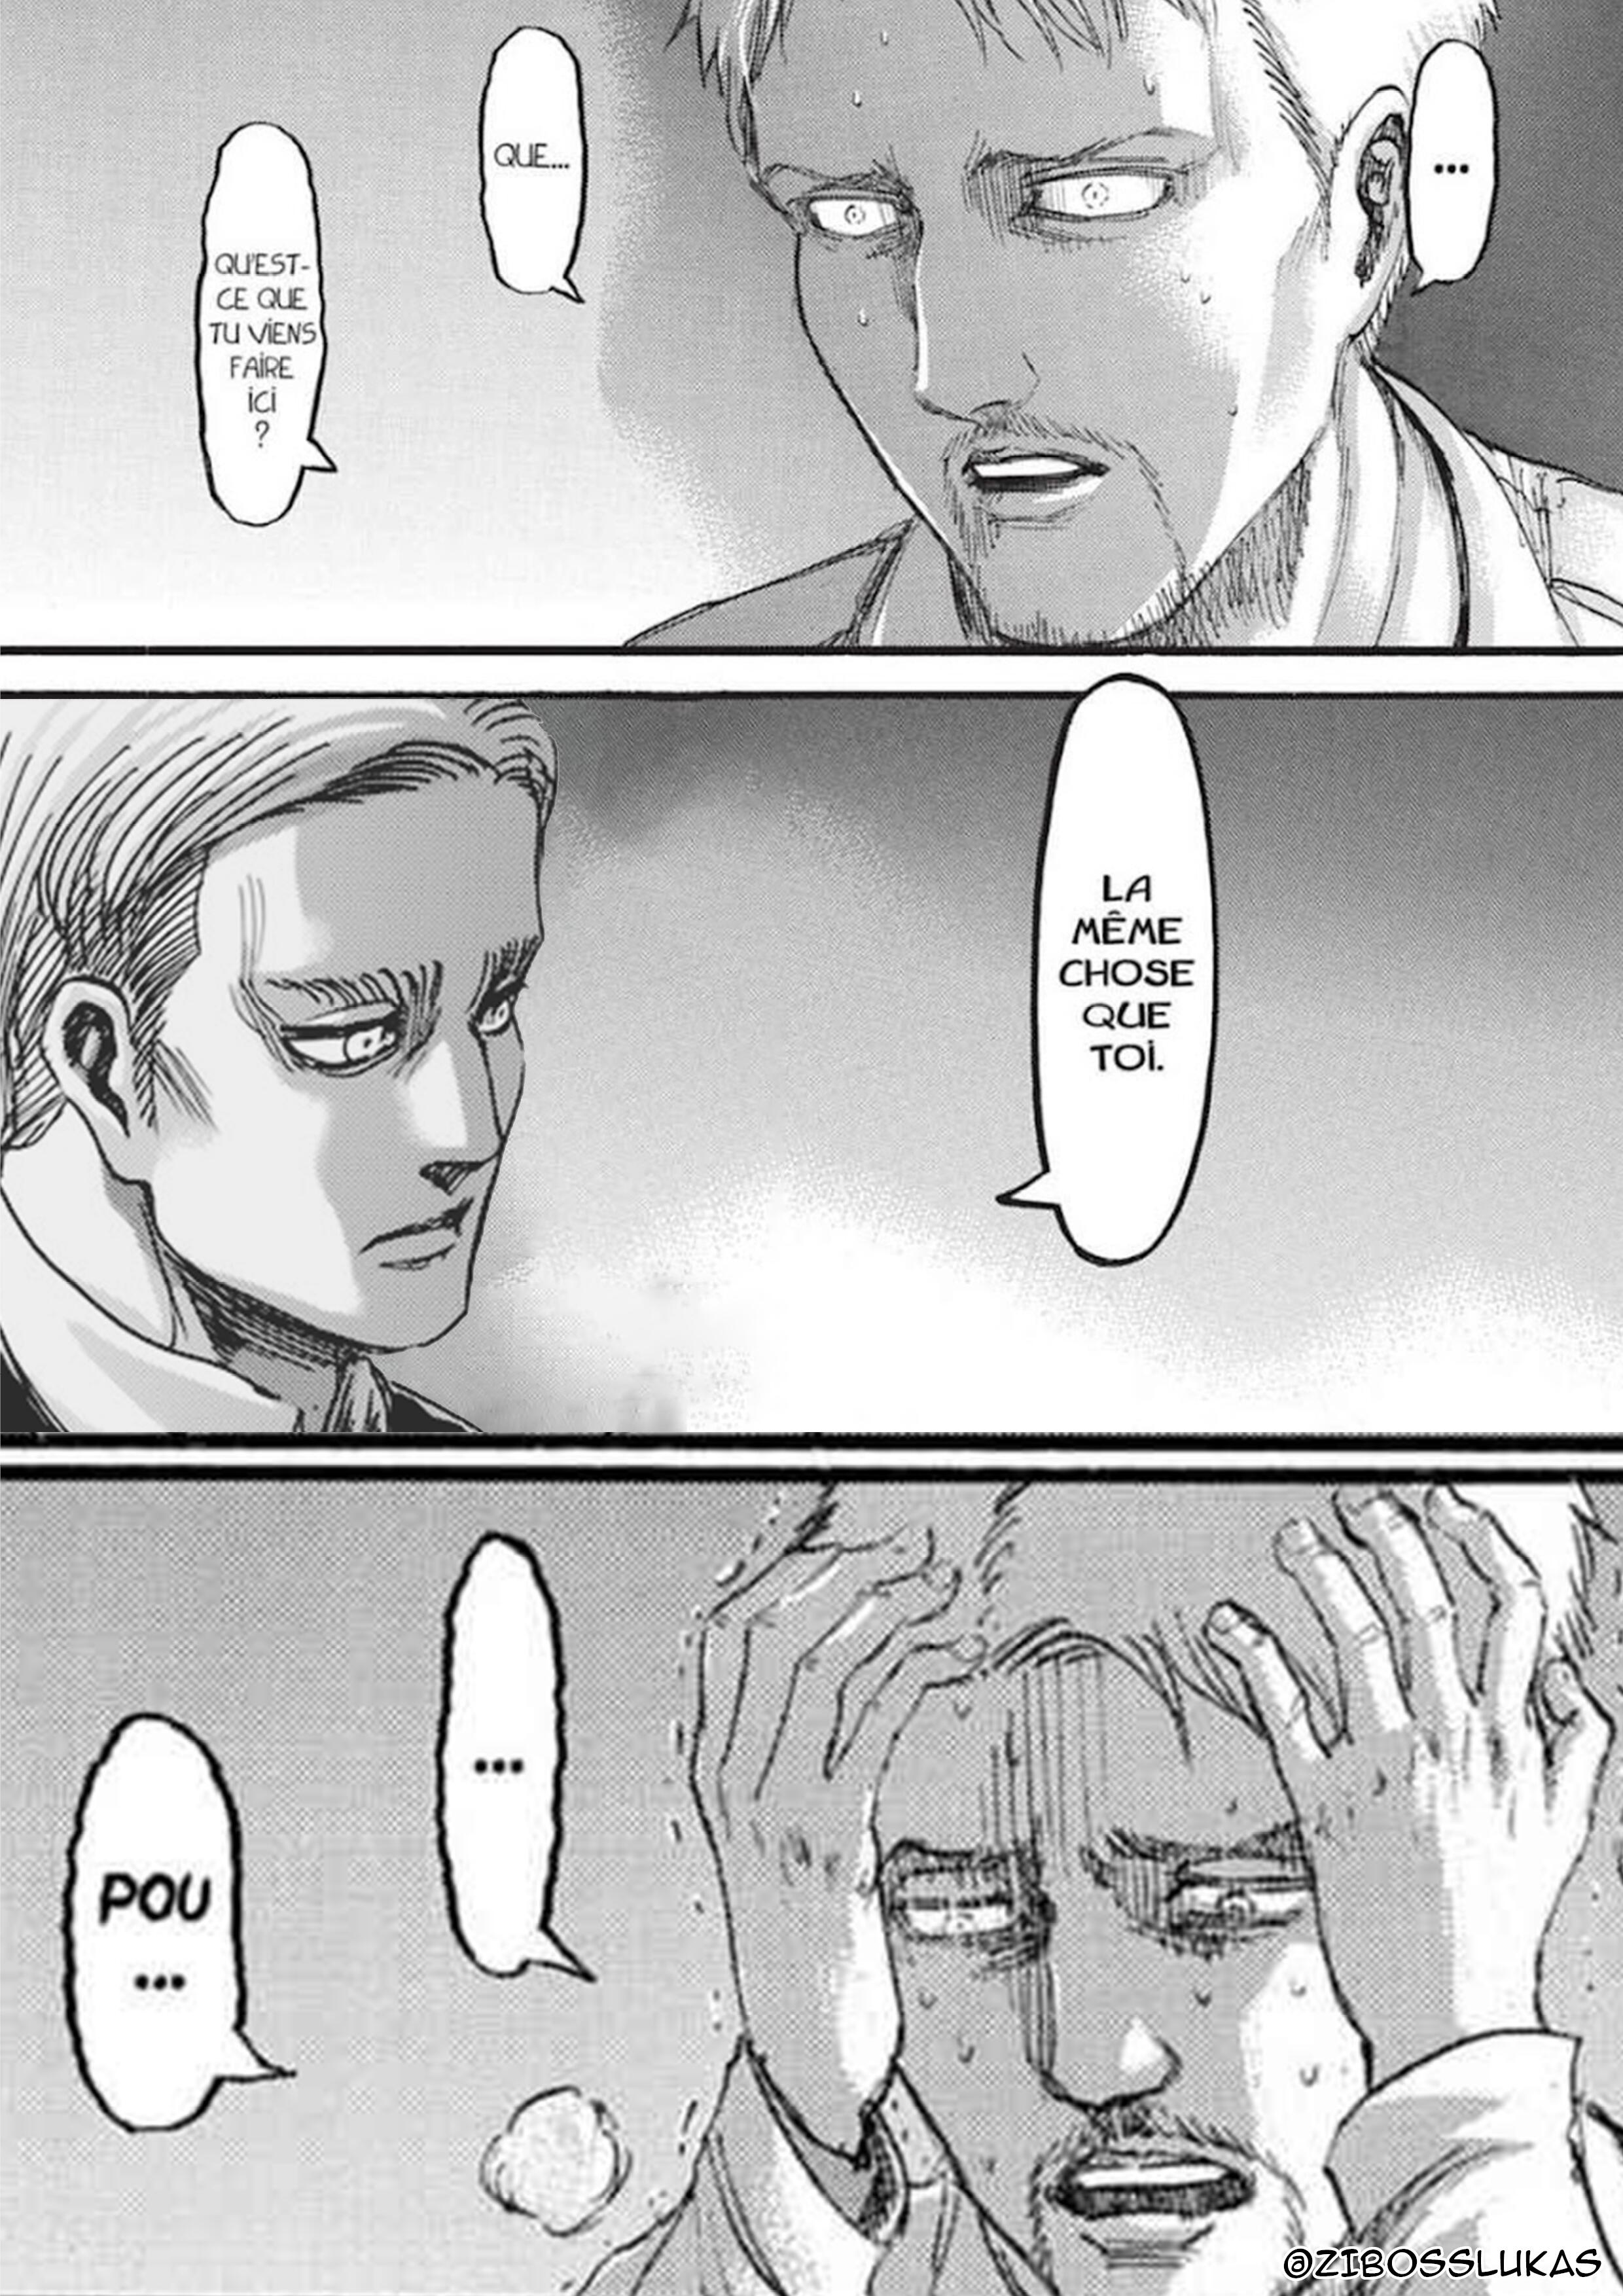 ...
QUE...
QU'EST-
CE QUE
TU VIENS
FAIRE
ICI
?
LA
MÊME
CHOSE
QUE
TOI.
...
POU
...
@ZIBOSSLUKAS